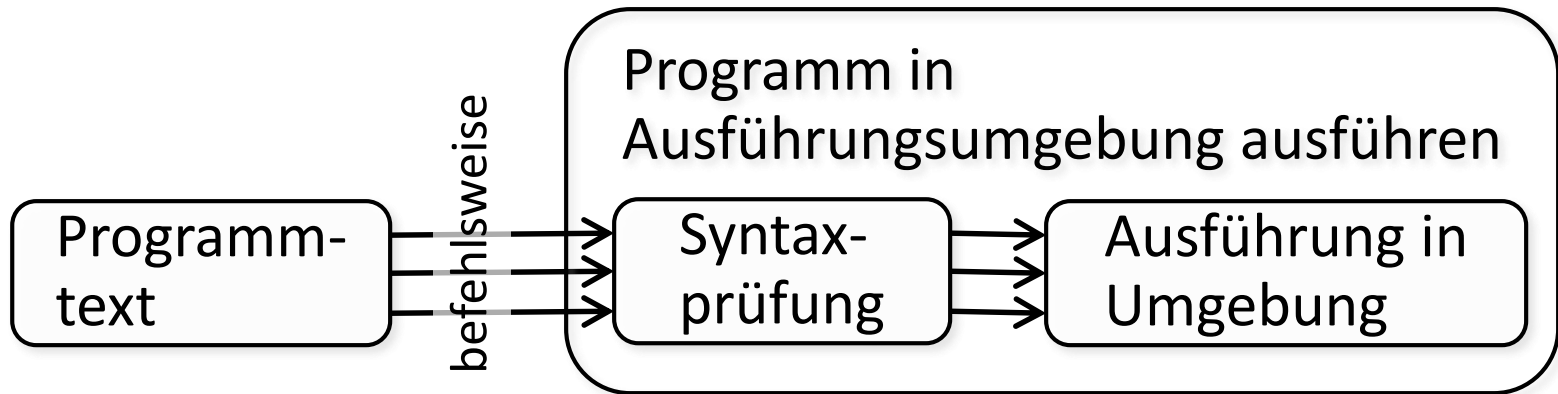 Programm in
Ausführungsumgebung ausführen
befehlsweise
Programm-
text
Syntax-
prüfung
Ausführung in
Umgebung